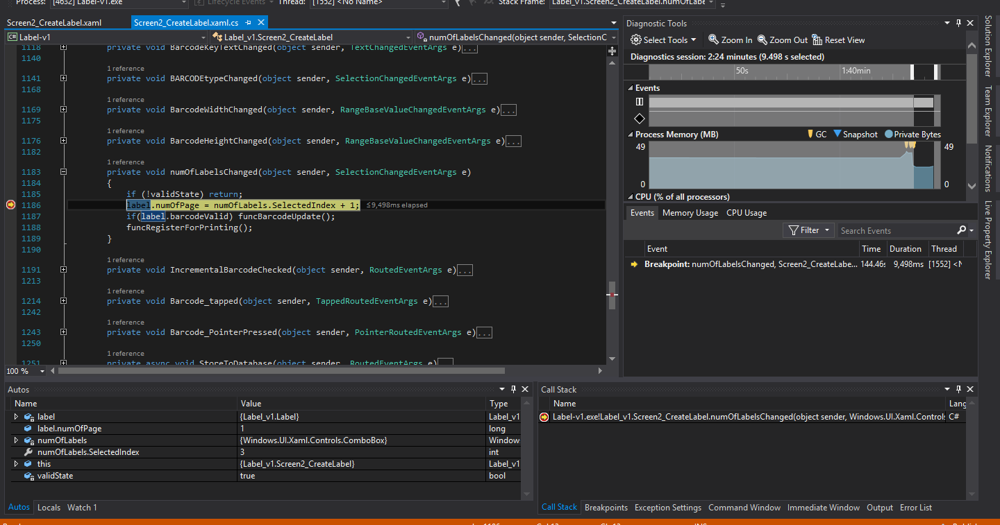 Process: [4632] Label-v1.exe Lifecycle Events Thread: [1552] <No Name> Stack Frame: Label_v1.Screen2_CreateLabel.numOfLabe
Screen2_CreateLabel.xaml Screen2_CreateLabel.xaml.cs
C# Label-v1 Label_v1.Screen2_CreateLabel numOfLabelsChanged(object sender, SelectionC
1118 private void BarcodeKeyTextChanged(object sender, TextChangedEventArgs e)...
1140
1 reference
1141 private void BARCODEtypeChanged(object sender, SelectionChangedEventArgs e)...
1168
1 reference
1169 private void BarcodeWidthChanged(object sender, RangeBaseValueChangedEventArgs e)...
1175
1 reference
1176 private void BarcodeHeightChanged(object sender, RangeBaseValueChangedEventArgs e)...
1182
1 reference
1183 private void numOfLabelsChanged(object sender, SelectionChangedEventArgs e)
1184 {
1185 if (!validState) return;
1186 label.numOfPage = numOfLabels.SelectedIndex + 1; ≤9,498ms elapsed
1187 if(label.barcodeValid) funcBarcodeUpdate();
1188 funcRegisterForPrinting();
1189 }
1190
1 reference
1191 private void IncrementalBarcodeChecked(object sender, RoutedEventArgs e)...
1213
1 reference
1214 private void Barcode_tapped(object sender, TappedRoutedEventArgs e)...
1242
1 reference
1243 private void Barcode_PointerPressed(object sender, PointerRoutedEventArgs e)...
1250
1 reference
1251 private async void StoreToDatabase(object sender, RoutedEventArgs e)
100 %
Diagnostic Tools
Select Tools Zoom In Zoom Out Reset View
Diagnostics session: 2:24 minutes (9.498 s selected)
50s 1:40min
Events
Process Memory (MB) GC Snapshot Private Bytes
49 49
0 0
CPU (% of all processors)
Events Memory Usage CPU Usage
Filter Search Events
Event Time Duration Thread
Breakpoint: numOfLabelsChanged, Screen2_CreateLabe... 144.46s 9,498ms [1552] <N
Solution Explorer
Team Explorer
Notifications
Live Property Explorer
Autos
Name Value Type
label {Label_v1.Label} Label_v1
label.numOfPage 1 long
numOfLabels {Windows.UI.Xaml.Controls.ComboBox} Window
numOfLabels.SelectedIndex 3 int
this {Label_v1.Screen2_CreateLabel} Label_v1
validState true bool
Autos Locals Watch 1
Call Stack
Name Lang
Label-v1.exe!Label_v1.Screen2_CreateLabel.numOfLabelsChanged(object sender, Windows.UI.Xaml.Control C#
Call Stack Breakpoints Exception Settings Command Window Immediate Window Output Error List